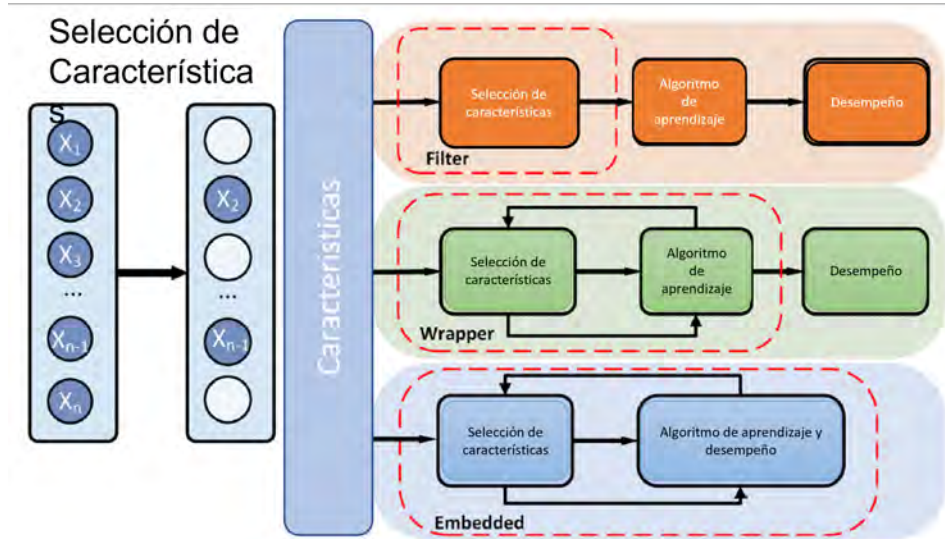 Selección de
Característica
s
X1
X2
X3
...
Xn-1
Xn
X2
...
Xn-1
Características
Selección de
características
Algoritmo
de
aprendizaje
Desempeño
Filter
Selección de
características
Algoritmo
de
aprendizaje
Desempeño
Wrapper
Selección de
características
Algoritmo de aprendizaje y
desempeño
Embedded